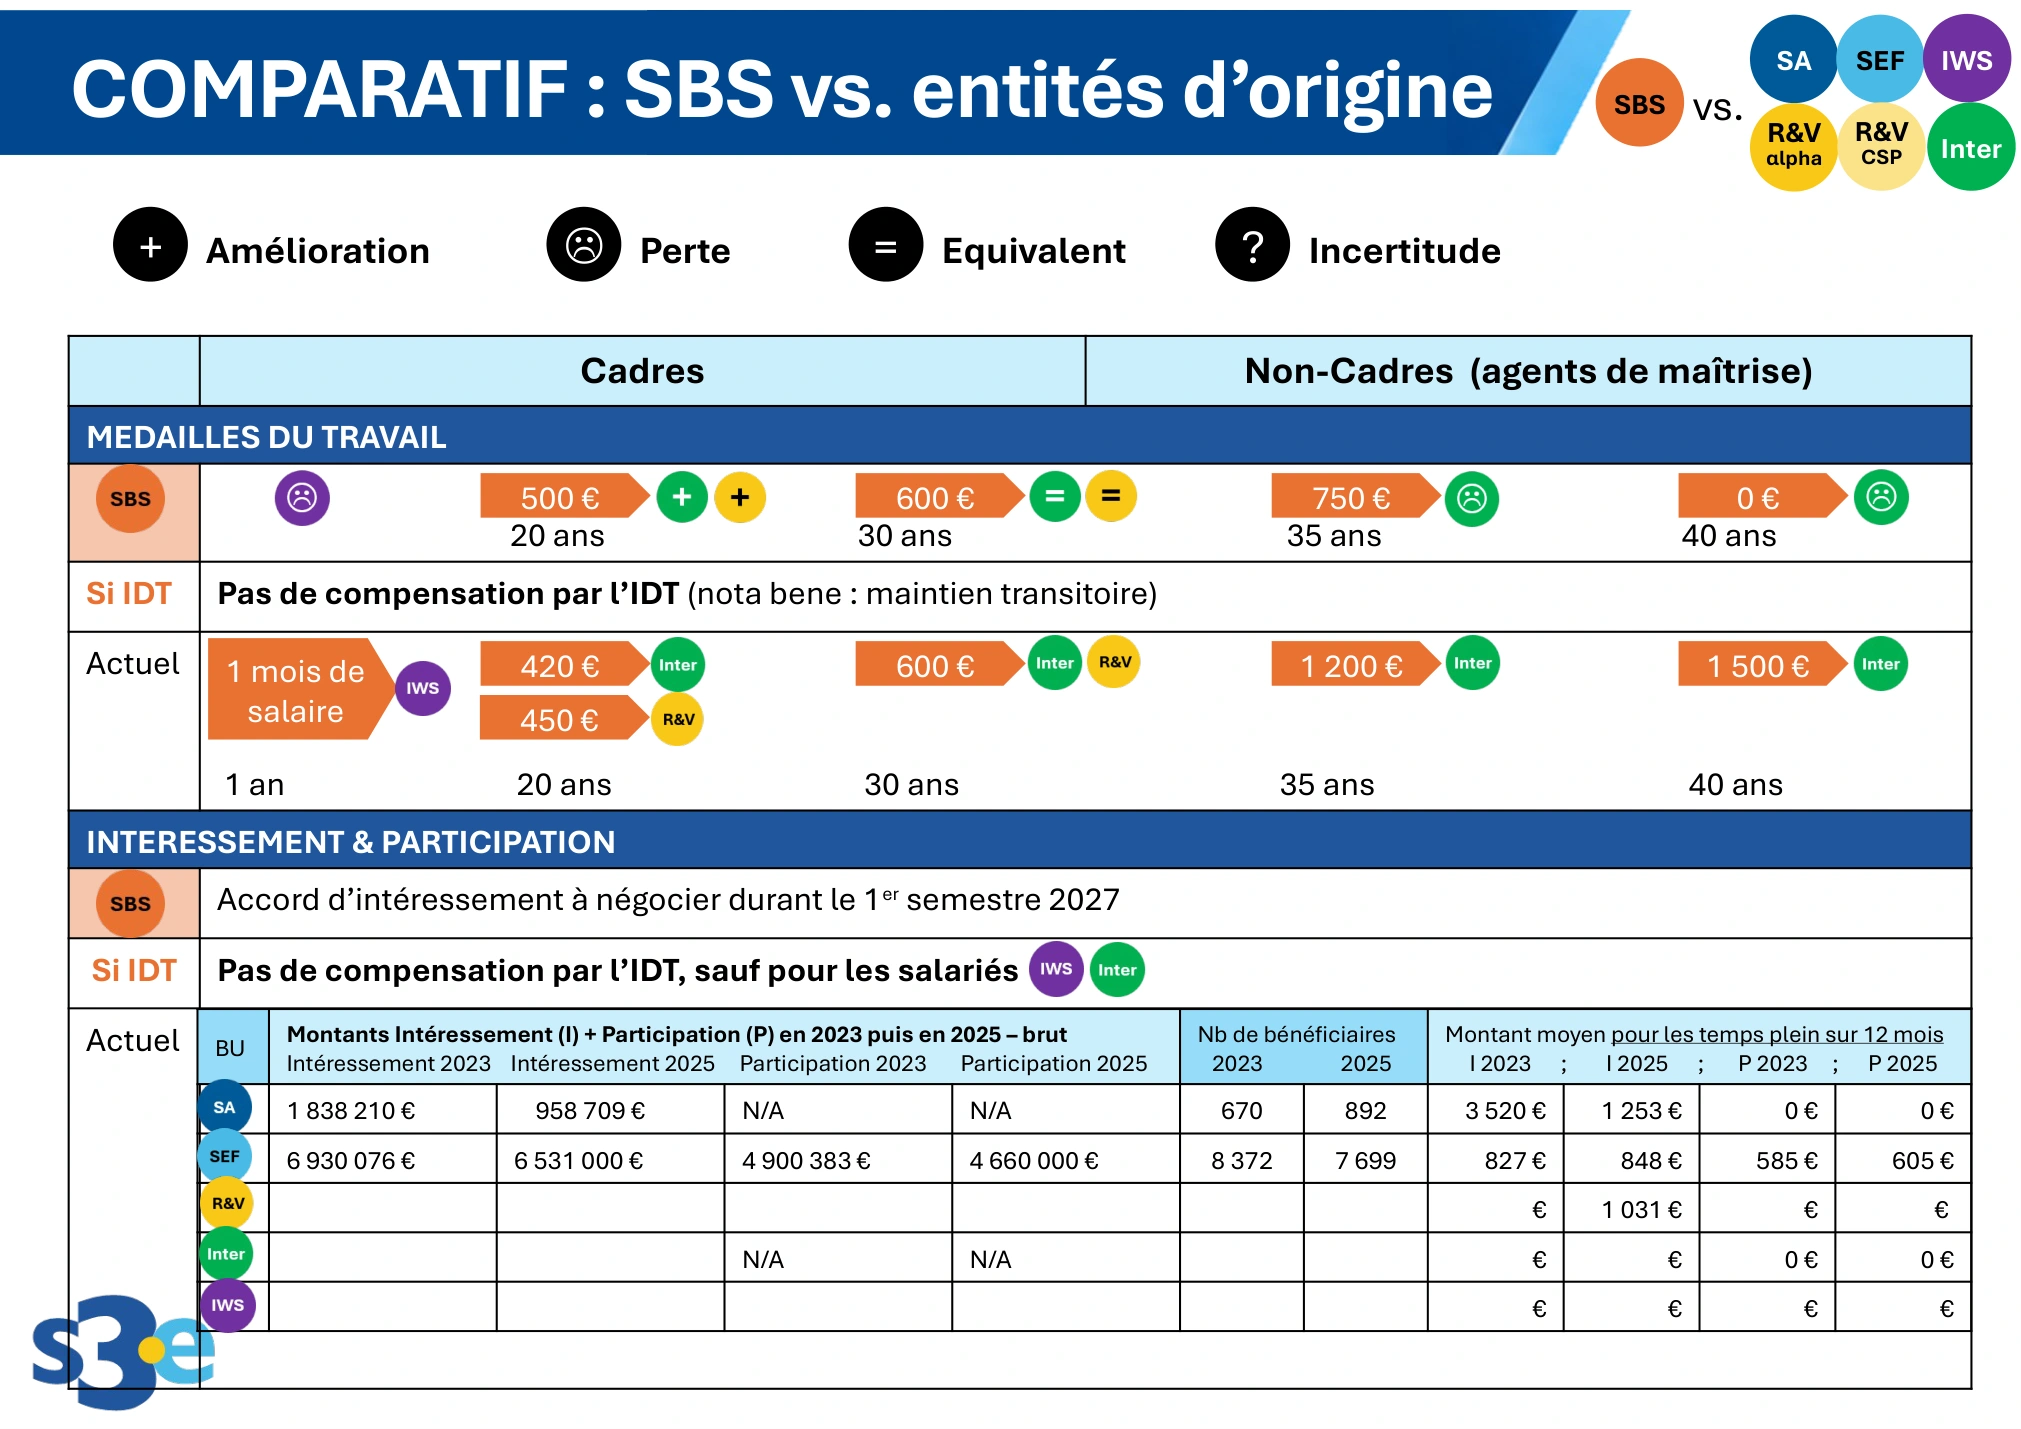 COMPARATIF : SBS vs. entités d’origine
SBS vs. SA SEF IWS
R&V alpha R&V CSP Inter
+ Amélioration ☹ Perte = Equivalent ? Incertitude
Cadres Non-Cadres (agents de maîtrise)
MEDAILLES DU TRAVAIL
SBS ☹ 500 € + + 600 € = = 750 € ☹ 0 € ☹
20 ans 30 ans 35 ans 40 ans
Si IDT Pas de compensation par l’IDT (nota bene : maintien transitoire)
Actuel 1 mois de salaire IWS 420 € Inter 600 € Inter R&V 1 200 € Inter 1 500 € Inter
450 € R&V
1 an 20 ans 30 ans 35 ans 40 ans
INTERESSEMENT & PARTICIPATION
SBS Accord d’intéressement à négocier durant le 1er semestre 2027
Si IDT Pas de compensation par l’IDT, sauf pour les salariés IWS Inter
Actuel BU Montants Intéressement (I) + Participation (P) en 2023 puis en 2025 – brut Nb de bénéficiaires Montant moyen pour les temps plein sur 12 mois
Intéressement 2023 Intéressement 2025 Participation 2023 Participation 2025 2023 2025 I 2023 ; I 2025 ; P 2023 ; P 2025
SA 1 838 210 € 958 709 € N/A N/A 670 892 3 520 € 1 253 € 0 € 0 €
SEF 6 930 076 € 6 531 000 € 4 900 383 € 4 660 000 € 8 372 7 699 827 € 848 € 585 € 605 €
R&V € 1 031 € € €
Inter N/A N/A € € 0 € 0 €
IWS € € € €
s3e